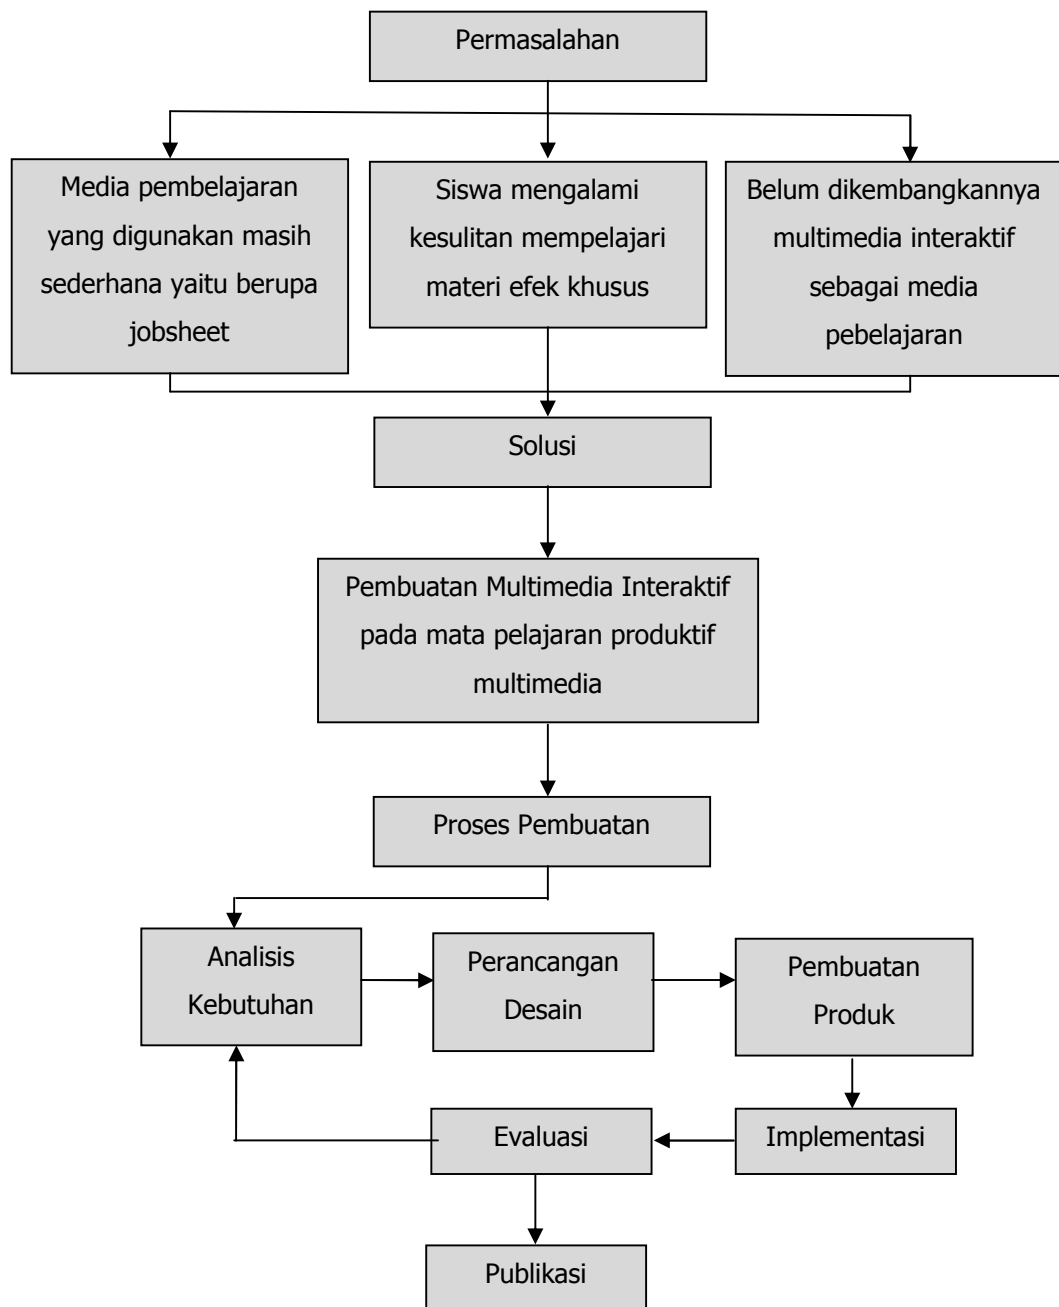 Permasalahan
Media pembelajaran
yang digunakan masih
sederhana yaitu berupa
jobsheet
Siswa mengalami
kesulitan mempelajari
materi efek khusus
Belum dikembangkannya
multimedia interaktif
sebagai media
pebelajaran
Solusi
Pembuatan Multimedia Interaktif
pada mata pelajaran produktif
multimedia
Proses Pembuatan
Analisis
Kebutuhan
Perancangan
Desain
Pembuatan
Produk
Evaluasi
Implementasi
Publikasi